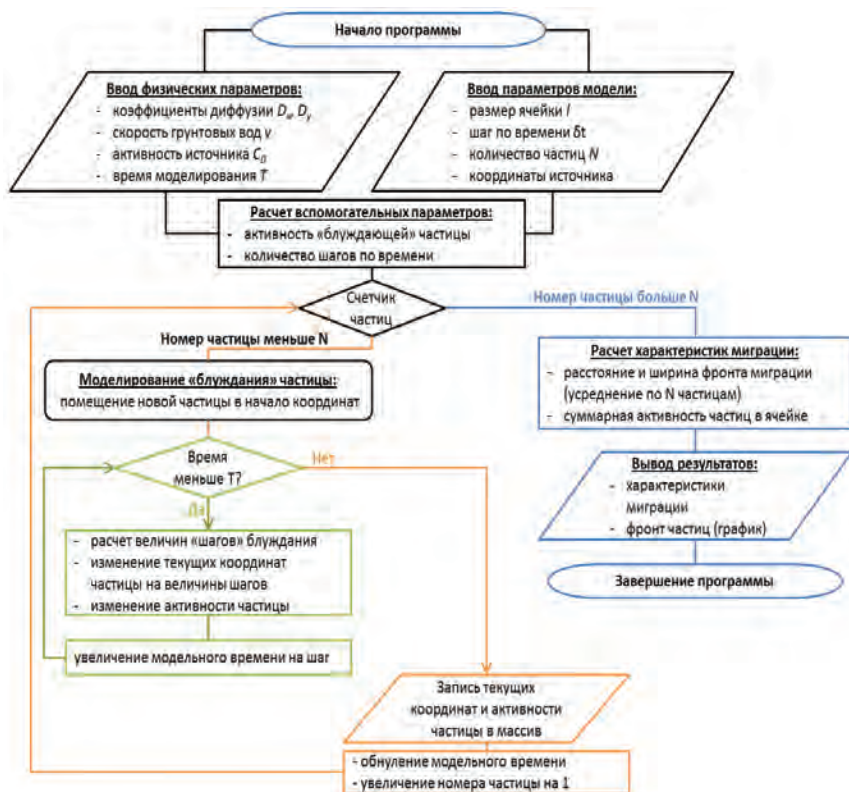 Начало программы
Ввод физических параметров:
- коэффициенты диффузии Dₓ, Dᵧ
- скорость грунтовых вод v
- активность источника C₀
- время моделирования T
Ввод параметров модели:
- размер ячейки l
- шаг по времени δt
- количество частиц N
- координаты источника
Расчет вспомогательных параметров:
- активность «блуждающей» частицы
- количество шагов по времени
Счетчик
частиц
Номер частицы больше N
Номер частицы меньше N
Моделирование «блуждания» частицы:
помещение новой частицы в начало координат
Время
меньше T?
Нет
Да
- расчет величин «шагов» блуждания
- изменение текущих координат
частицы на величины шагов
- изменение активности частицы
увеличение модельного времени на шаг
Запись текущих
координат и активности
частицы в массив
- обнуление модельного времени
- увеличение номера частицы на 1
Расчет характеристик миграции:
- расстояние и ширина фронта миграции
(усреднение по N частицам)
- суммарная активность частиц в ячейке
Вывод результатов:
- характеристики
миграции
- фронт частиц (график)
Завершение программы